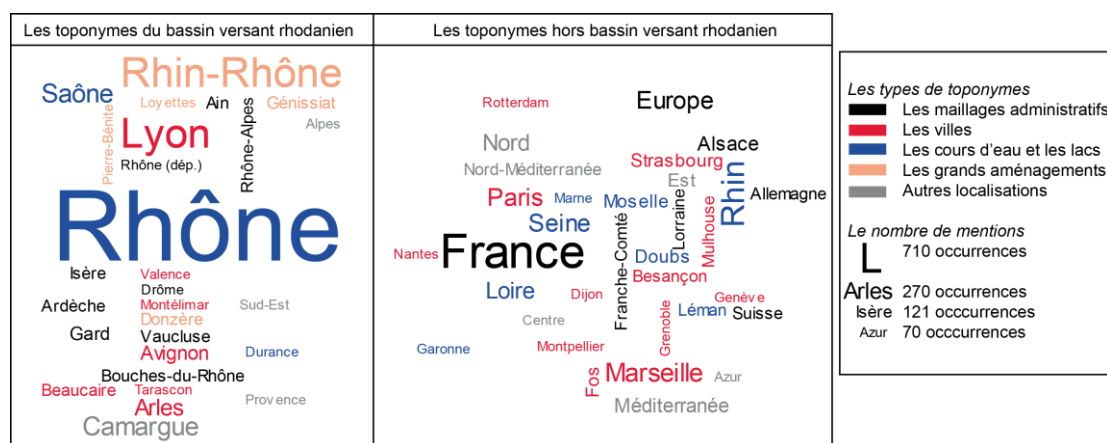 Les toponymes du bassin versant rhodanien
Rhin-Rhône
Saône
Loyettes
Ain
Génissiat
Pierre-Bénite
Lyon
Rhône-Alpes
Alpes
Rhône (dép.)
Rhône
Isère
Valence
Drôme
Ardèche
Montélimar
Sud-Est
Donzère
Gard
Vaucluse
Avignon
Durance
Bouches-du-Rhône
Beaucaire
Tarascon
Provence
Arles
Camargue
Les toponymes hors bassin versant rhodanien
Rotterdam
Europe
Nord
Alsace
Strasbourg
Nord-Méditerranée
Est
Paris
Marne
Moselle
Rhin
Allemagne
Seine
Lorraine
Mulhouse
Nantes
France
Franche-Comté
Doubs
Besançon
Loire
Dijon
Genève
Léman
Suisse
Centre
Grenoble
Garonne
Montpellier
Fos
Marseille
Azur
Méditerranée
Les types de toponymes
Les maillages administratifs
Les villes
Les cours d'eau et les lacs
Les grands aménagements
Autres localisations
Le nombre de mentions
L 710 occurrences
Arles 270 occurrences
Isère 121 occcurrences
Azur 70 occcurrences